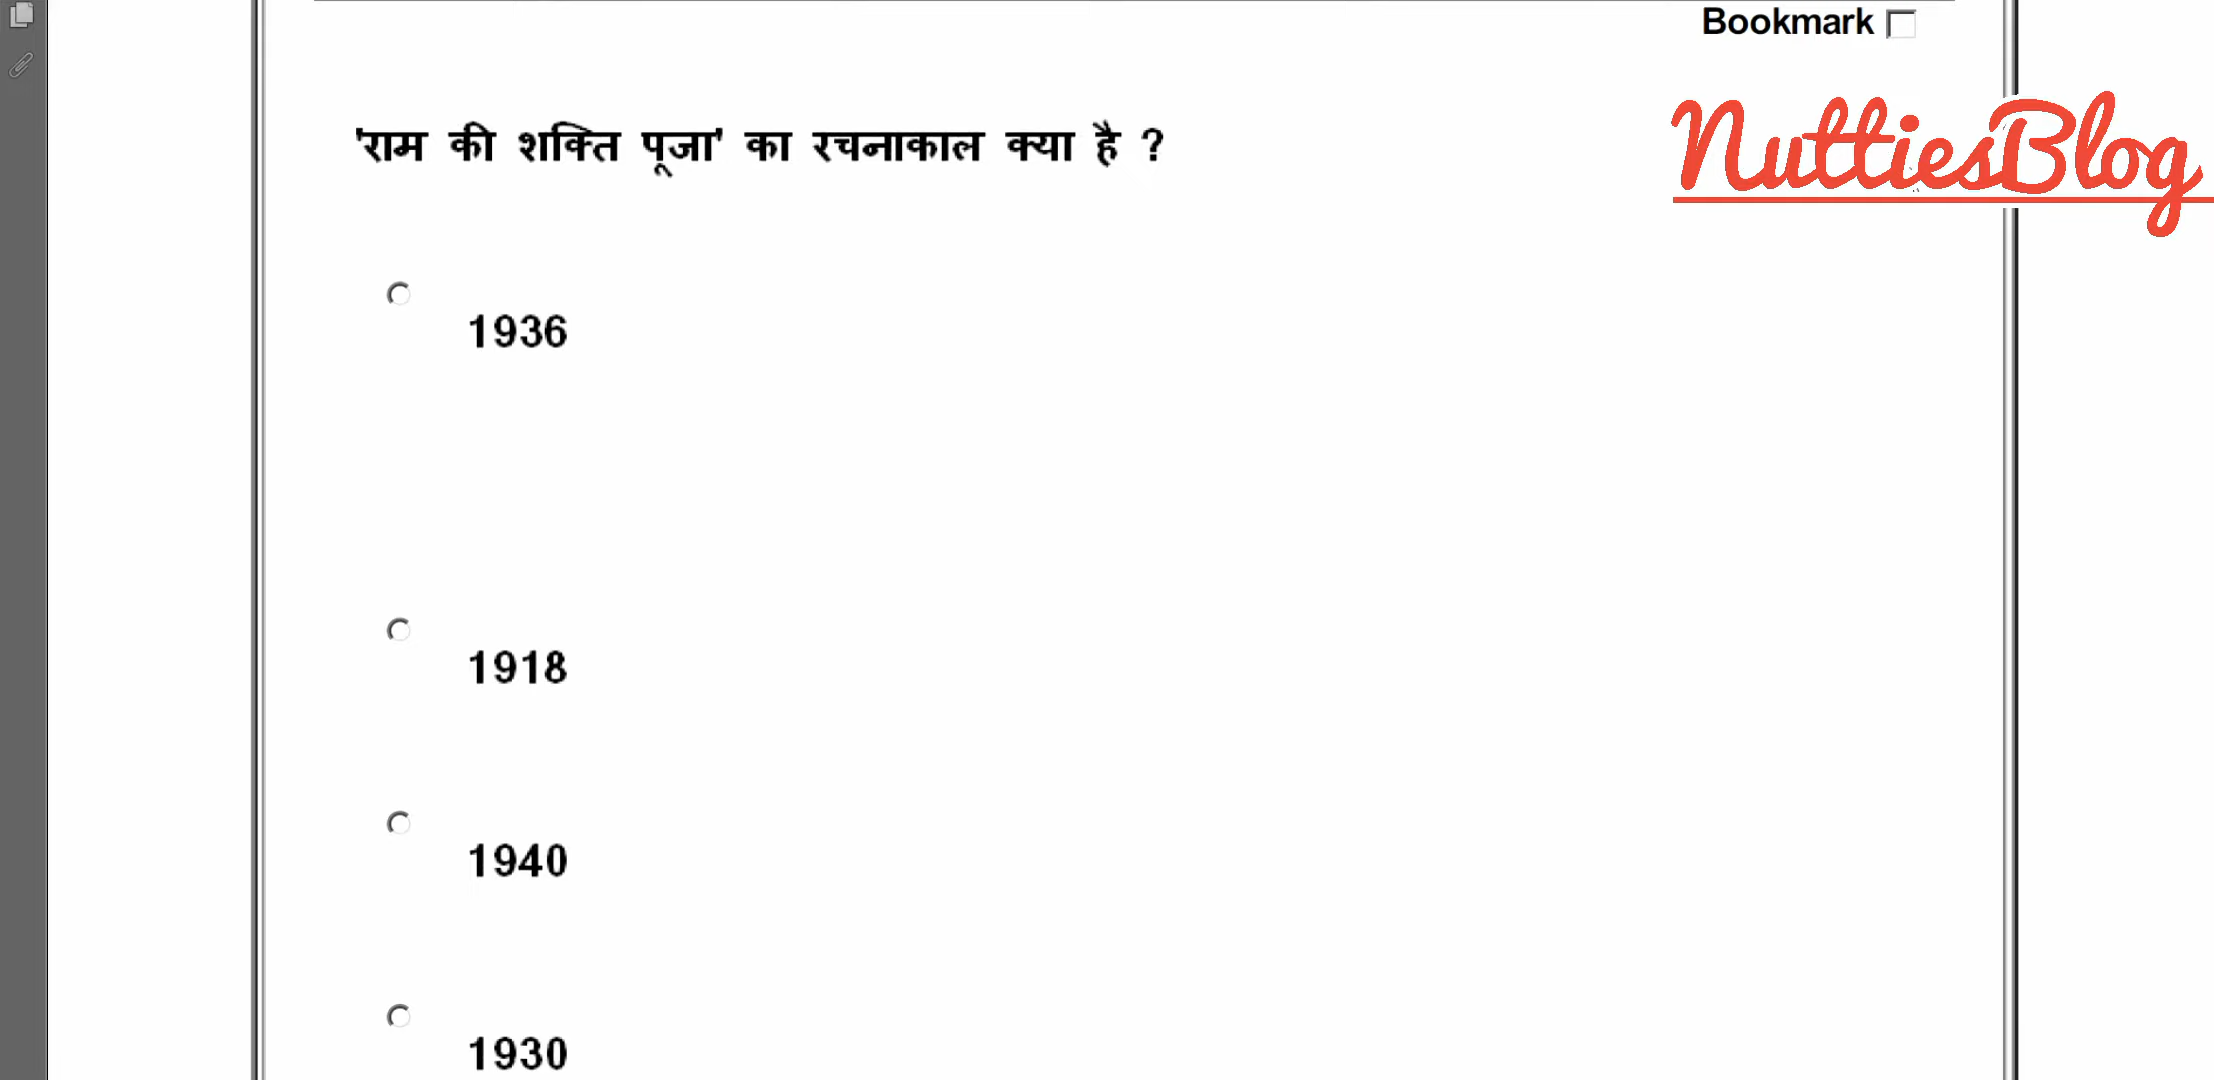 Bookmark
NuttiesBlog
'राम की शक्ति पूजा' का रचनाकाल क्या है ?
1936
1918
1940
1930